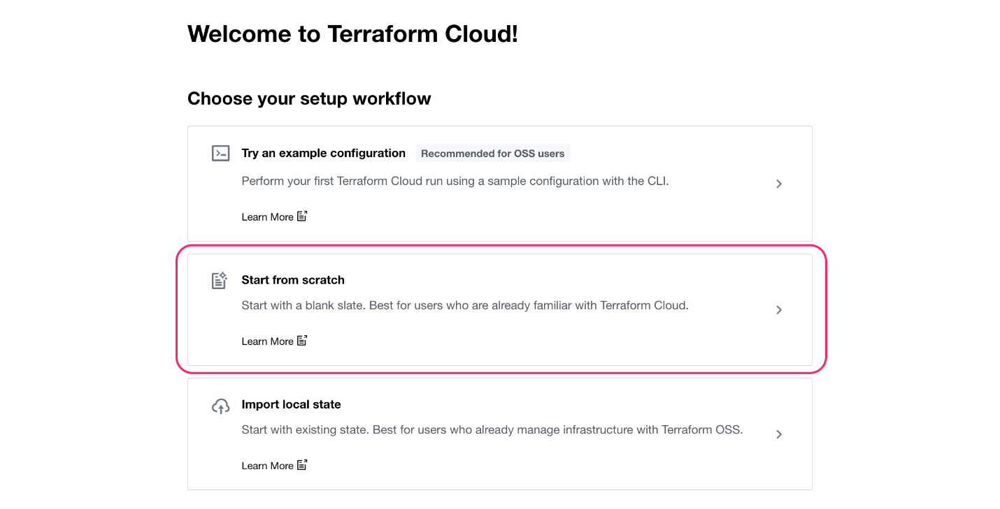 Welcome to Terraform Cloud!
Choose your setup workflow
Try an example configuration Recommended for OSS users
Perform your first Terraform Cloud run using a sample configuration with the CLI.
Learn More
Start from scratch
Start with a blank slate. Best for users who are already familiar with Terraform Cloud.
Learn More
Import local state
Start with existing state. Best for users who already manage infrastructure with Terraform OSS.
Learn More